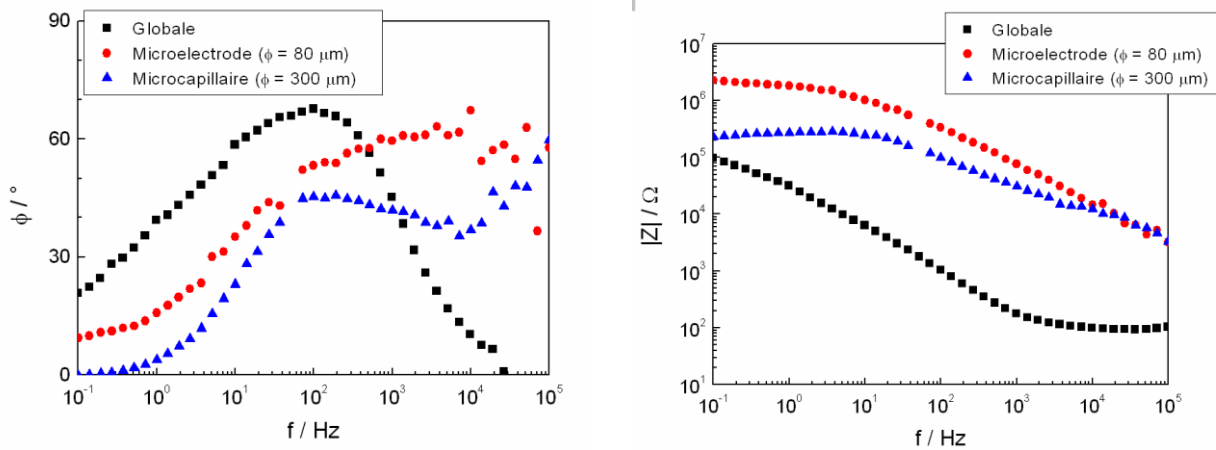 Globale
Microelectrode (ϕ = 80 μm)
Microcapillaire (ϕ = 300 μm)
90
60
30
0
ϕ / °
10⁻¹ 10⁰ 10¹ 10² 10³ 10⁴ 10⁵
f / Hz
Globale
Microelectrode (ϕ = 80 μm)
Microcapillaire (ϕ = 300 μm)
10⁷
10⁶
10⁵
10⁴
10³
10²
10¹
|Z| / Ω
10⁻¹ 10⁰ 10¹ 10² 10³ 10⁴ 10⁵
f / Hz